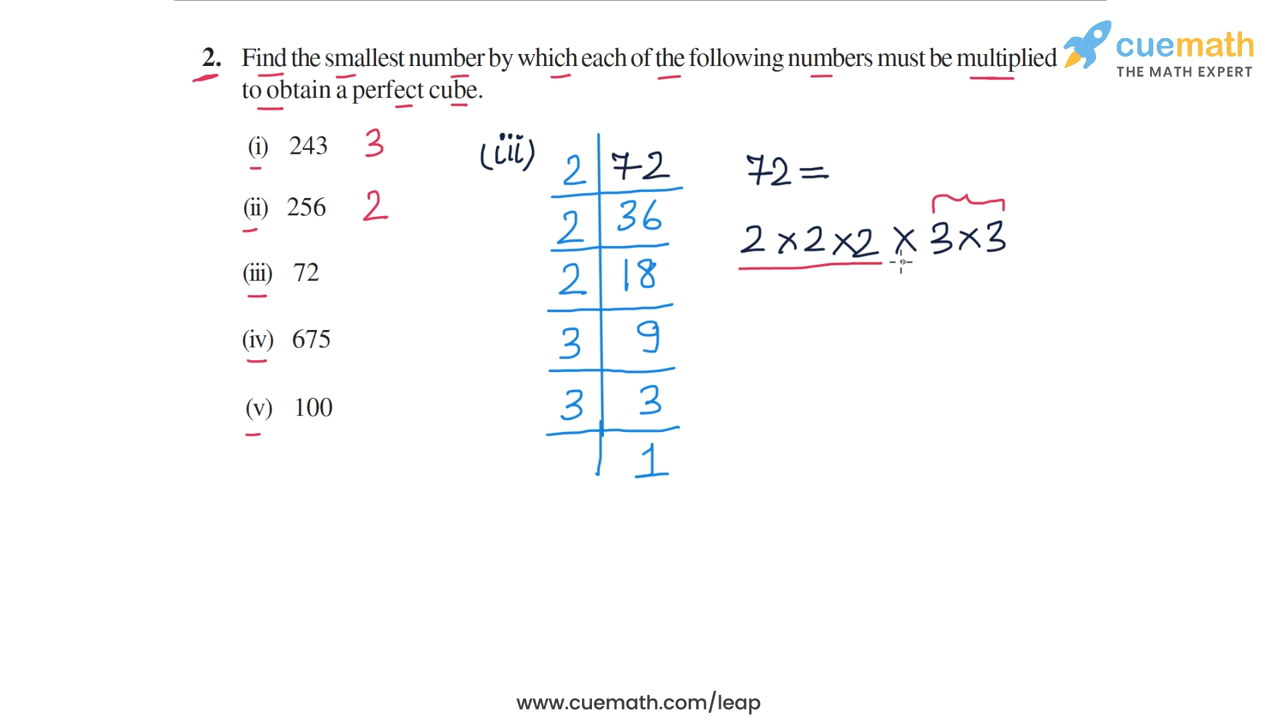 cuemath
THE MATH EXPERT
2. Find the smallest number by which each of the following numbers must be multiplied
to obtain a perfect cube.
(i) 243 3
(ii) 256 2
(iii) 72
(iv) 675
(v) 100
(iii)
2 72
2 36
2 18
3 9
3 3
1
72 =
2 × 2 × 2 × 3 × 3
www.cuemath.com/leap